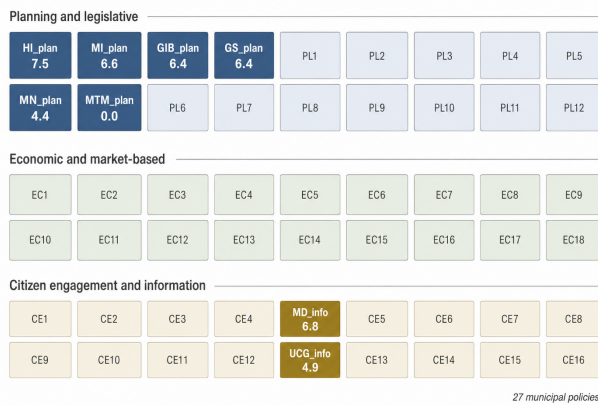 Planning and legislative
HI_plan MI_plan GIB_plan GS_plan PL1 PL2 PL3 PL4 PL5
7.5 6.6 6.4 6.4
MN_plan MTM_plan PL6 PL7 PL8 PL9 PL10 PL11 PL12
4.4 0.0
Economic and market-based
EC1 EC2 EC3 EC4 EC5 EC6 EC7 EC8 EC9
EC10 EC11 EC12 EC13 EC14 EC15 EC16 EC17 EC18
Citizen engagement and information
CE1 CE2 CE3 CE4 MD_info CE5 CE6 CE7 CE8
6.8
CE9 CE10 CE11 CE12 UCG_info CE13 CE14 CE15 CE16
4.9
27 municipal policies